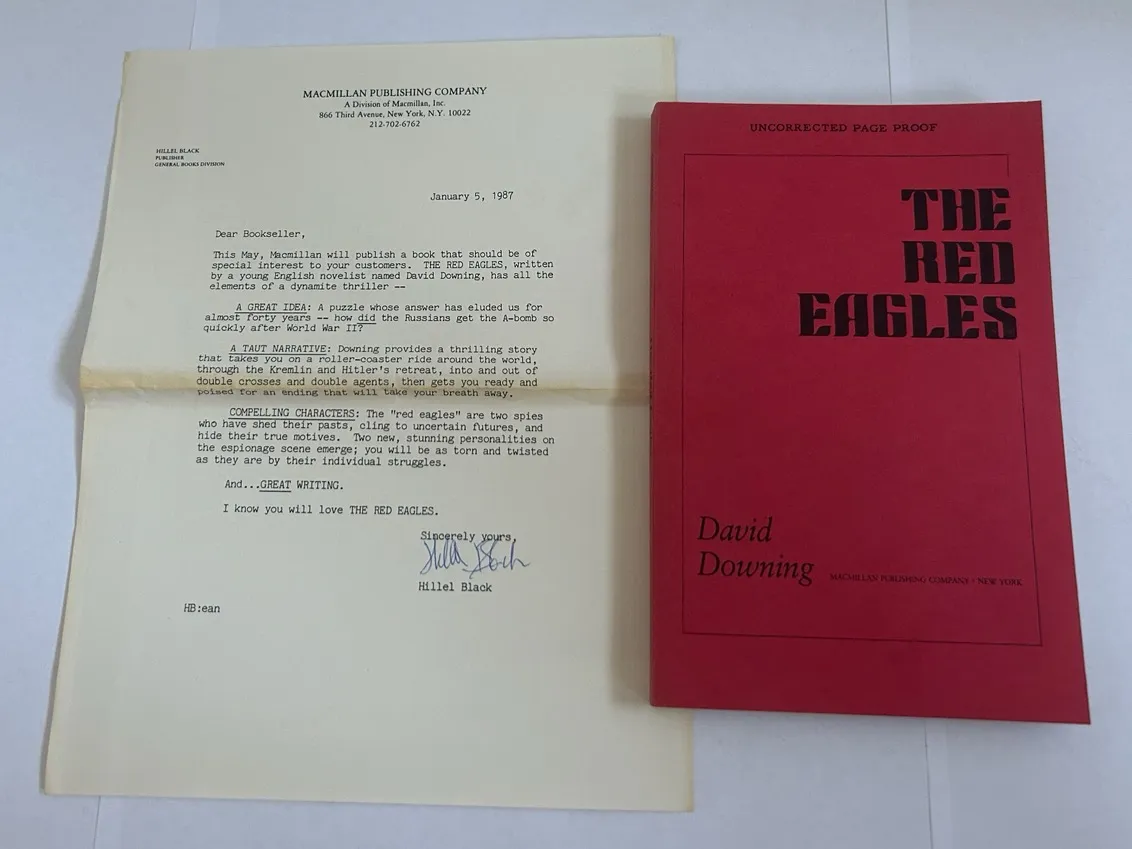 MACMILLAN PUBLISHING COMPANY
A Division of Macmillan, Inc.
866 Third Avenue, New York, N.Y. 10022
212-702-6762
HILLEL BLACK
PUBLISHER
GENERAL BOOKS DIVISION
January 5, 1987
Dear Bookseller,
This May, Macmillan will publish a book that should be of
special interest to your customers. THE RED EAGLES, written
by a young English novelist named David Downing, has all the
elements of a dynamite thriller --
A GREAT IDEA: A puzzle whose answer has eluded us for
almost forty years -- how did the Russians get the A-bomb so
quickly after World War II?
A TAUT NARRATIVE: Downing provides a thrilling story
that takes you on a roller-coaster ride around the world,
through the Kremlin and Hitler's retreat, into and out of
double crosses and double agents, then gets you ready and
poised for an ending that will take your breath away.
COMPELLING CHARACTERS: The "red eagles" are two spies
who have shed their pasts, cling to uncertain futures, and
hide their true motives. Two new, stunning personalities on
the espionage scene emerge; you will be as torn and twisted
as they are by their individual struggles.
And...GREAT WRITING.
I know you will love THE RED EAGLES.
Sincerely yours,
Hillel Black
Hillel Black
HB:ean
UNCORRECTED PAGE PROOF
THE
RED
EAGLES
David
Downing
MACMILLAN PUBLISHING COMPANY • NEW YORK